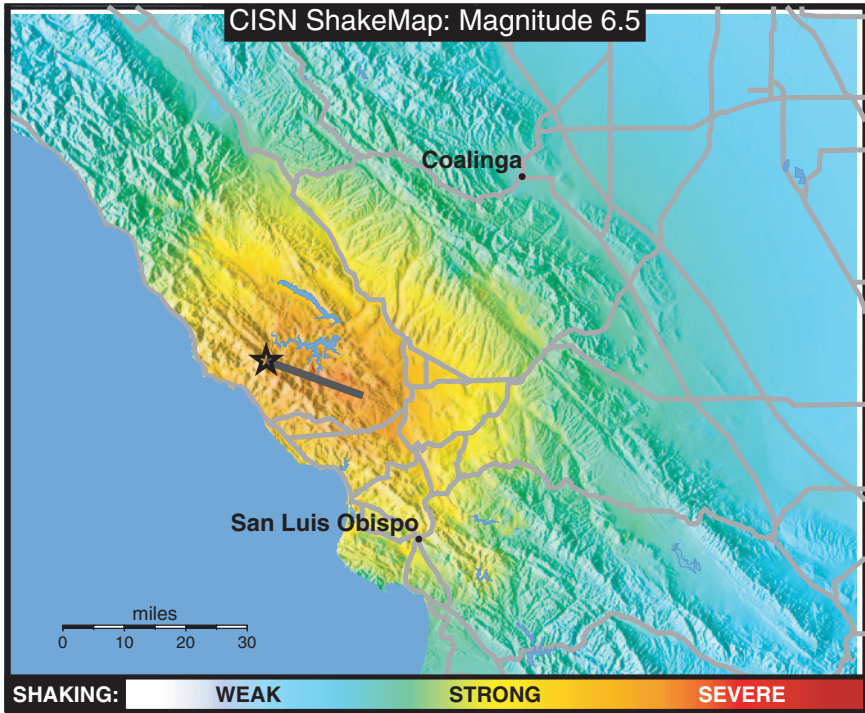 CISN ShakeMap: Magnitude 6.5
Coalinga
San Luis Obispo
miles
0 10 20 30
SHAKING: WEAK STRONG SEVERE